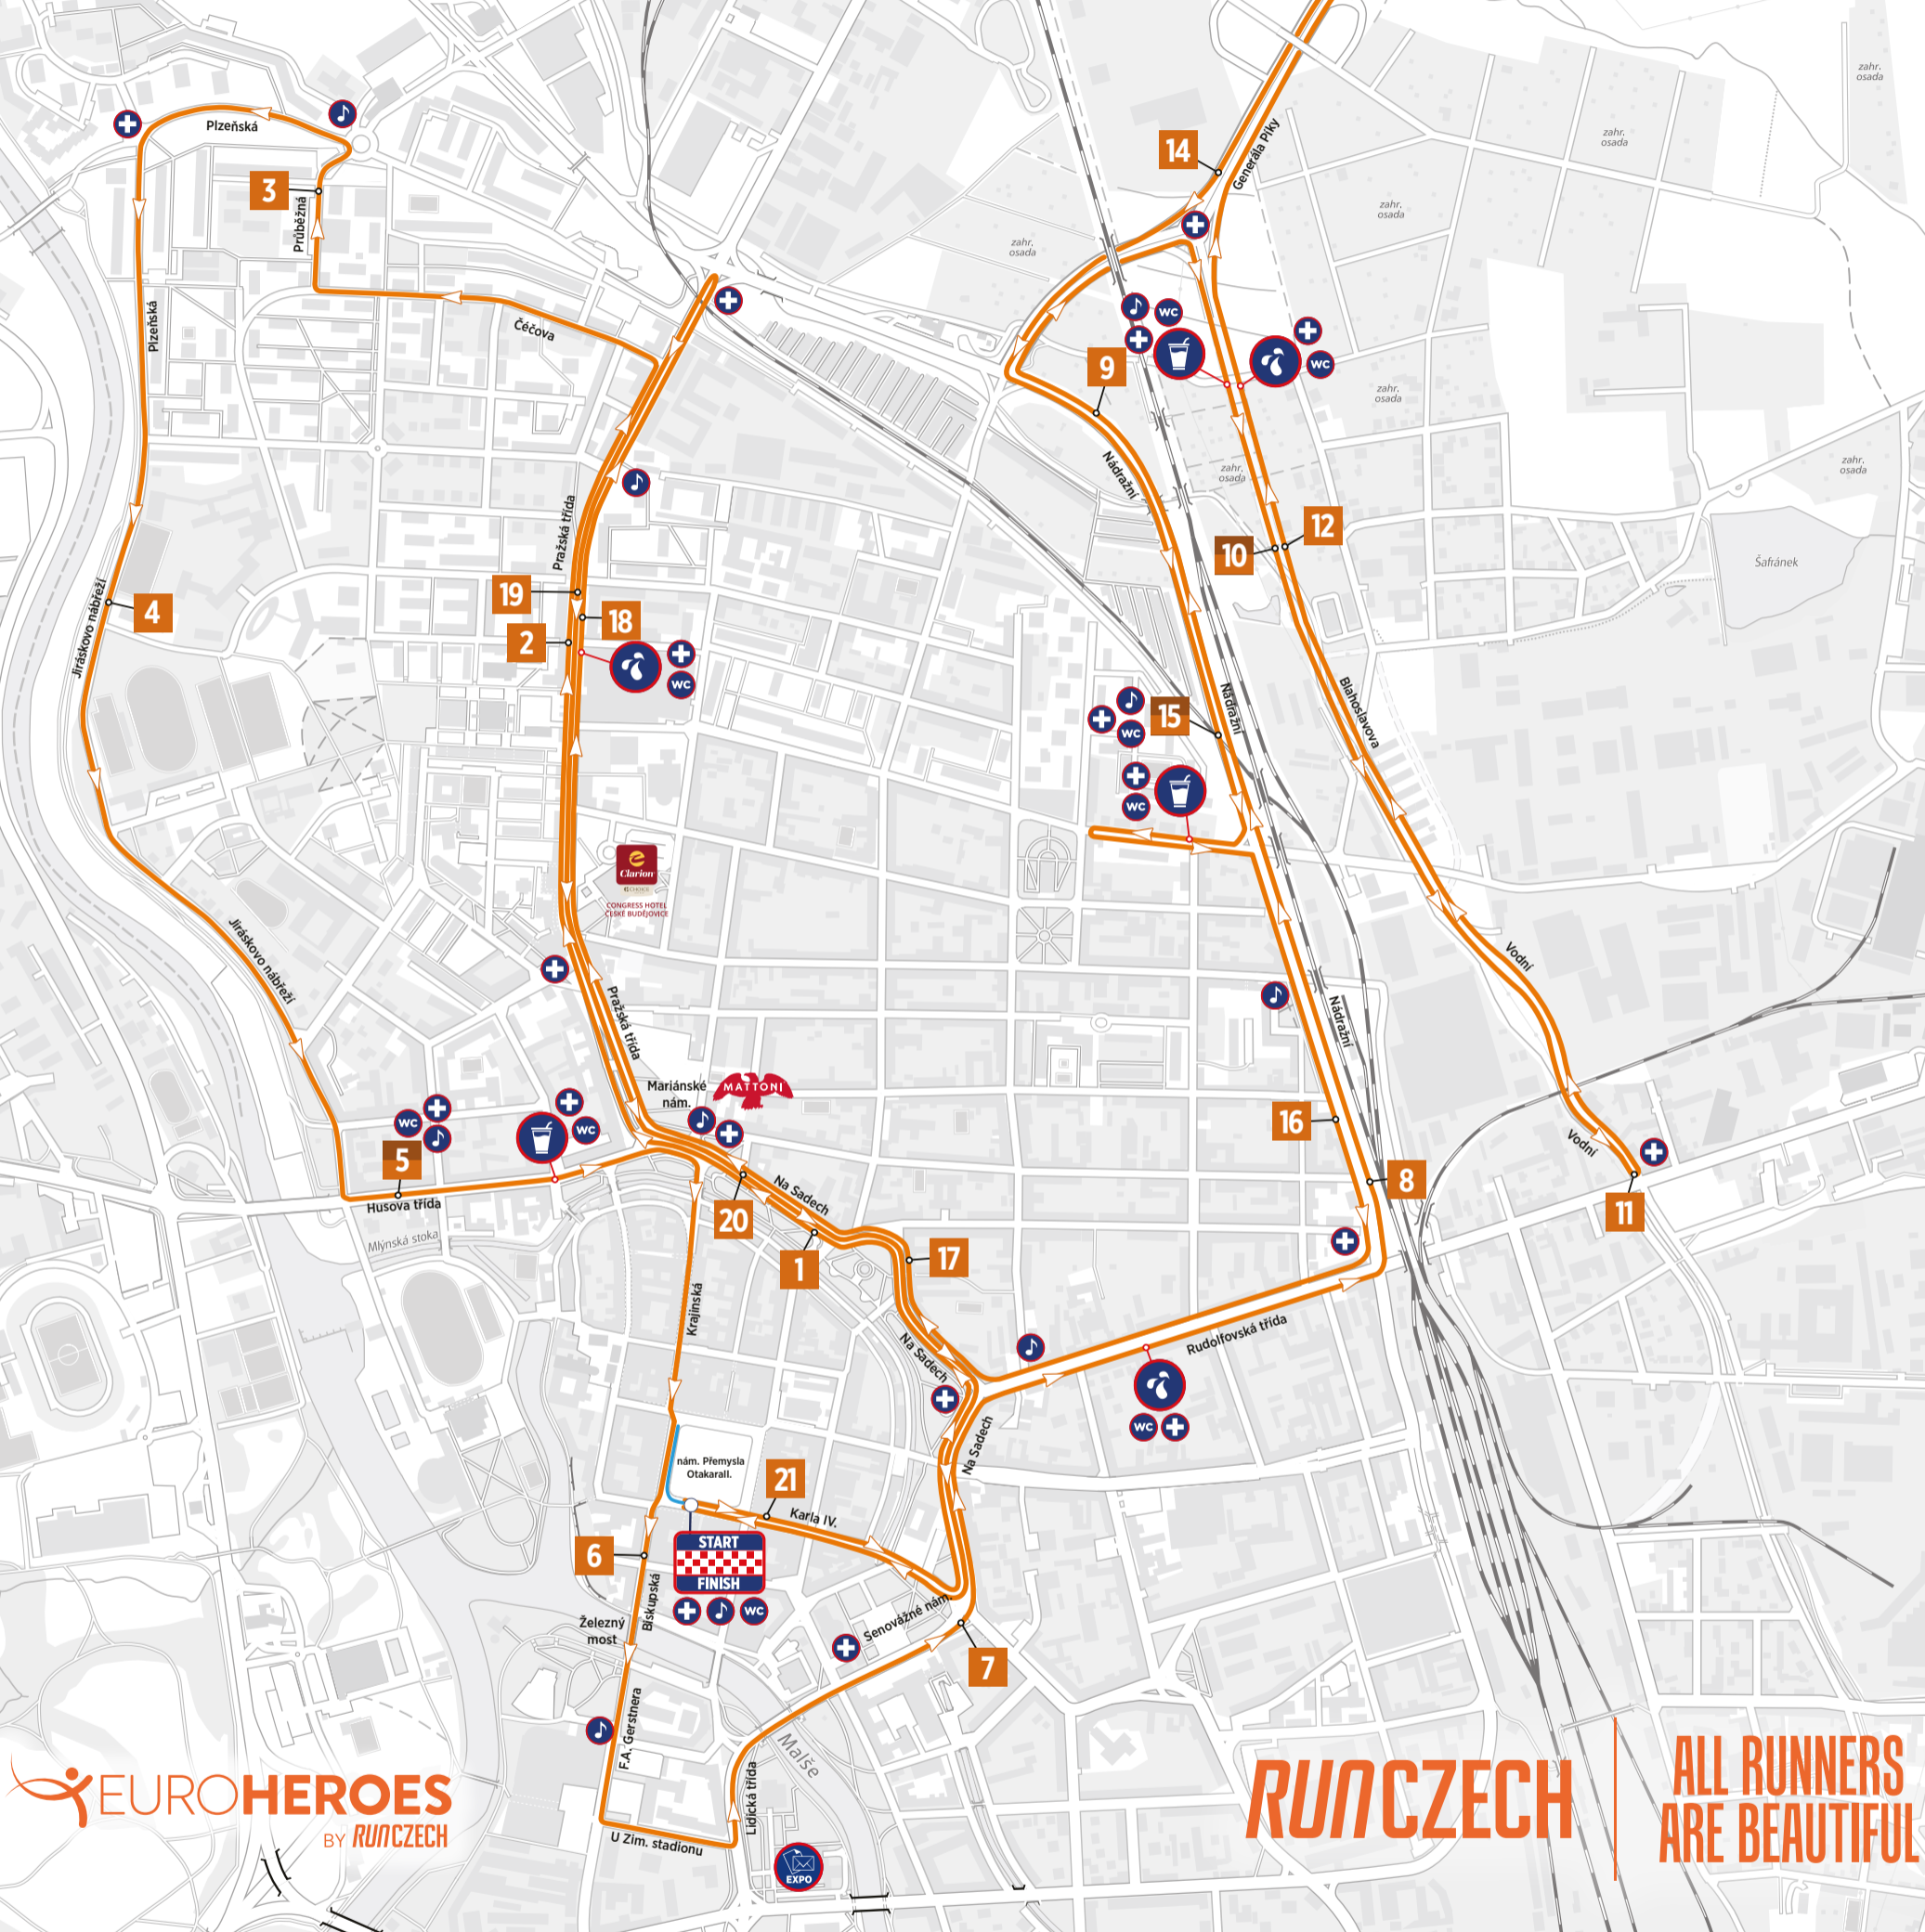 zahr.
osada
Plzeňská
14
Generála Píky
zahr.
osada
3
Průběžná
zahr.
osada
zahr.
osada
Plzeňská
Čéčova
WC
9
WC
zahr.
osada
Nádražní
zahr.
osada
zahr.
osada
Pražská třída
12
10
Šafránek
19
18
2
4
Jiráskovo nábřeží
WC
Nádražní
15
WC
Blahoslavova
WC
e
Clarion
CHOICE
CONGRESS HOTEL
ČESKÉ BUDĚJOVICE
Jiráskovo nábřeží
Vodní
Pražská třída
Nádražní
Mariánské
nám.
MATTONI
WC
WC
16
Vodní
5
8
Husova třída
Na Sadech
20
11
Mlýnská stoka
1
17
Krajinská
Na Sadech
Rudolfovská třída
WC
Na Sadech
nám. Přemysla
OtakaraII.
21
Karla IV.
START
FINISH
6
WC
Biskupská
Železný
most
Senovážné nám.
7
F.A. Gerstnera
Malše
Lidická třída
U Zim. stadionu
EXPO
EUROHEROES
BY RUNCZECH
RUNCZECH
ALL RUNNERS
ARE BEAUTIFUL